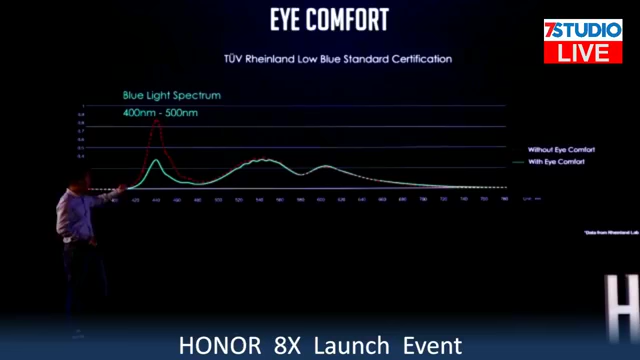 EYE COMFORT
7STUDIO
LIVE
TÜV Rheinland Low Blue Standard Certification
Blue Light Spectrum
400nm - 500nm
Without Eye Comfort
With Eye Comfort
*Data from Rheinland Lab
H
HONOR 8X Launch Event